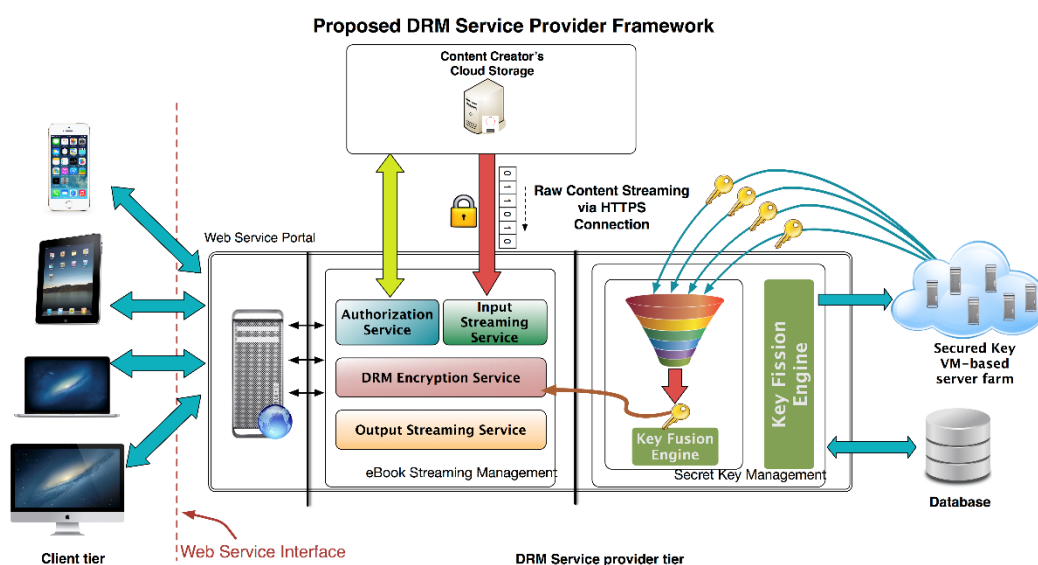 Proposed DRM Service Provider Framework
Content Creator's
Cloud Storage
0
1
1
0
1
0
Raw Content Streaming
via HTTPS
Connection
Web Service Portal
Authorization
Service
Input
Streaming
Service
DRM Encryption Service
Output Streaming Service
eBook Streaming Management
Key Fusion
Engine
Key Fission
Engine
Secret Key Management
Secured Key
VM-based
server farm
Database
Client tier
Web Service Interface
DRM Service provider tier